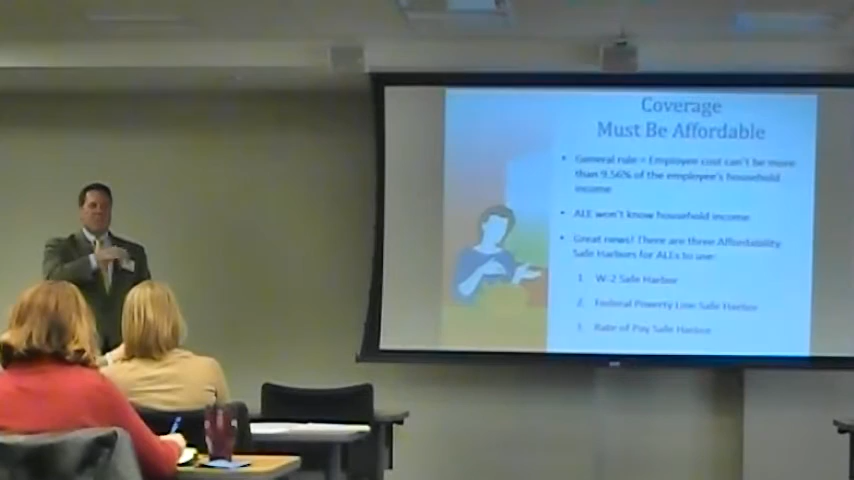 Coverage
Must Be Affordable
• General rule - Employee cost can't be more
than 9.56% of the employee's household
income
• ALE won't know household income
• Great news! There are three Affordability
Safe Harbors for ALEs to use:
1. W-2 Safe Harbor
2. Federal Poverty Line Safe Harbor
3. Rate of Pay Safe Harbor